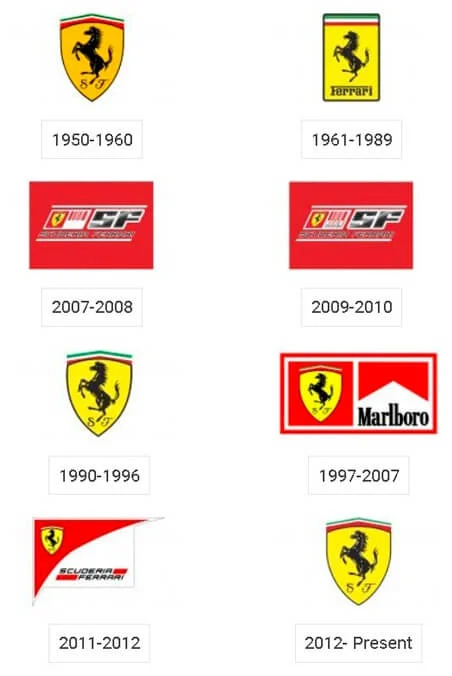 S F
Ferrari
1950-1960
1961-1989
SF
SCUDERIA FERRARI
SF
SCUDERIA FERRARI
2007-2008
2009-2010
S F
S F
Marlboro
1990-1996
1997-2007
SCUDERIA
FERRARI
S F
2011-2012
2012- Present